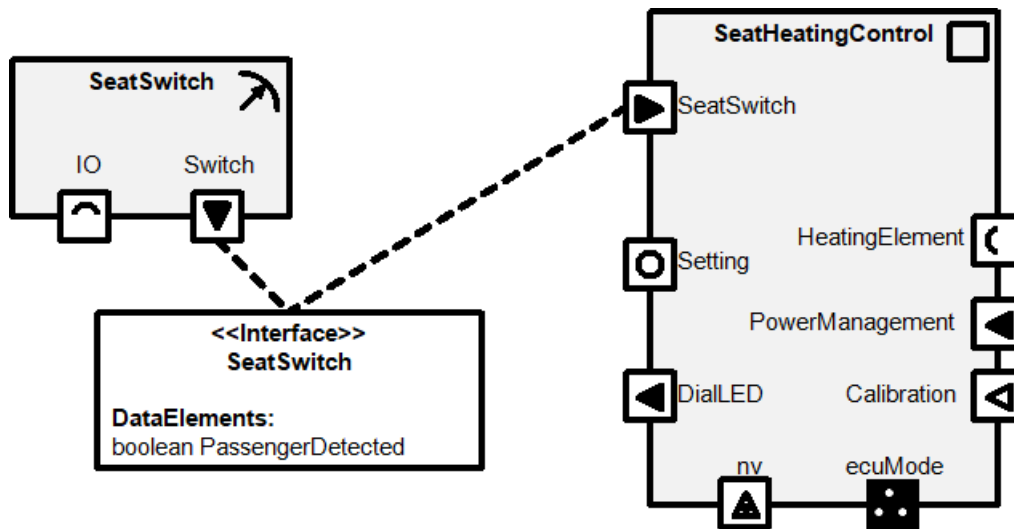 SeatSwitch
IO
Switch
<<Interface>>
SeatSwitch
DataElements:
boolean PassengerDetected
SeatHeatingControl
SeatSwitch
Setting
HeatingElement
PowerManagement
DialLED
Calibration
nv
ecuMode